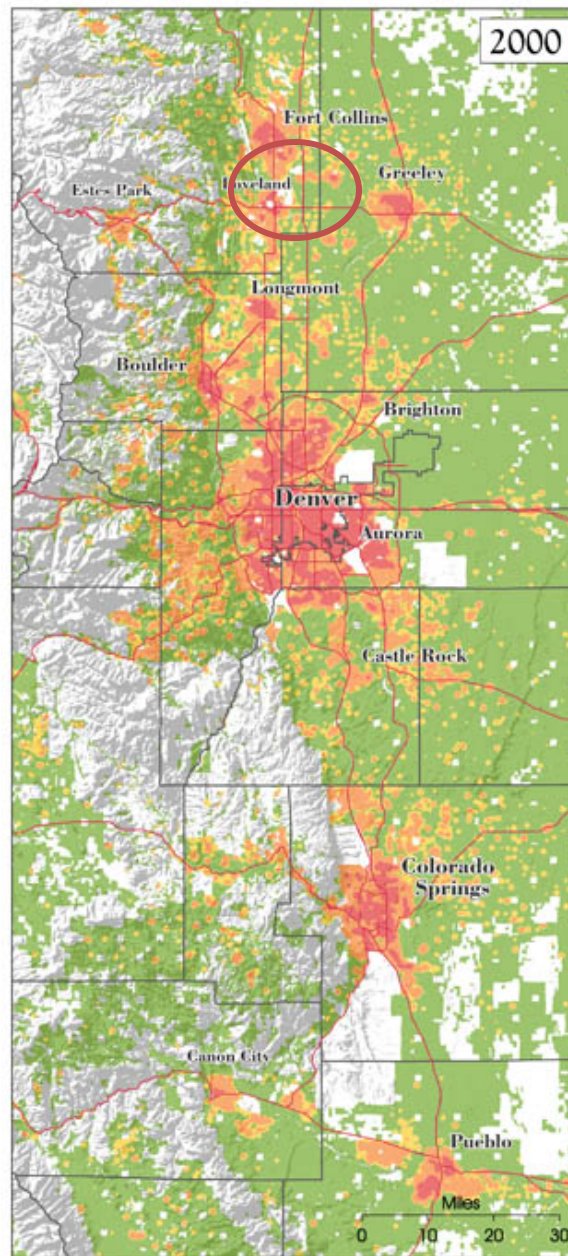 2000
Fort Collins
Loveland
Estes Park
Greeley
Longmont
Boulder
Brighton
Denver
Aurora
Castle Rock
Colorado
Springs
Canon City
Pueblo
Miles
0 10 20 30